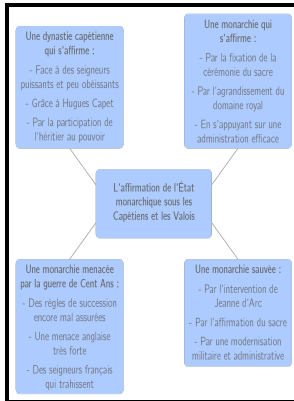 Une dynastie capétienne
qui s'affirme :
- Face à des seigneurs
puissants et peu obéissants
- Grâce à Hugues Capet
- Par la participation de
l'héritier au pouvoir
Une monarchie qui
s'affirme :
- Par la fixation de la
cérémonie du sacre
- Par l'agrandissement du
domaine royal
- En s'appuyant sur une
administration efficace
L'affirmation de l'État
monarchique sous les
Capétiens et les Valois
Une monarchie menacée
par la guerre de Cent Ans :
- Des régles de succession
encore mal assurées
- Une menace anglaise
très forte
- Des seigneurs français
qui trahissent
Une monarchie sauvée :
- Par l'intervention de
Jeanne d'Arc
- Par l'affirmation du sacre
- Par une modernisation
militaire et administrative